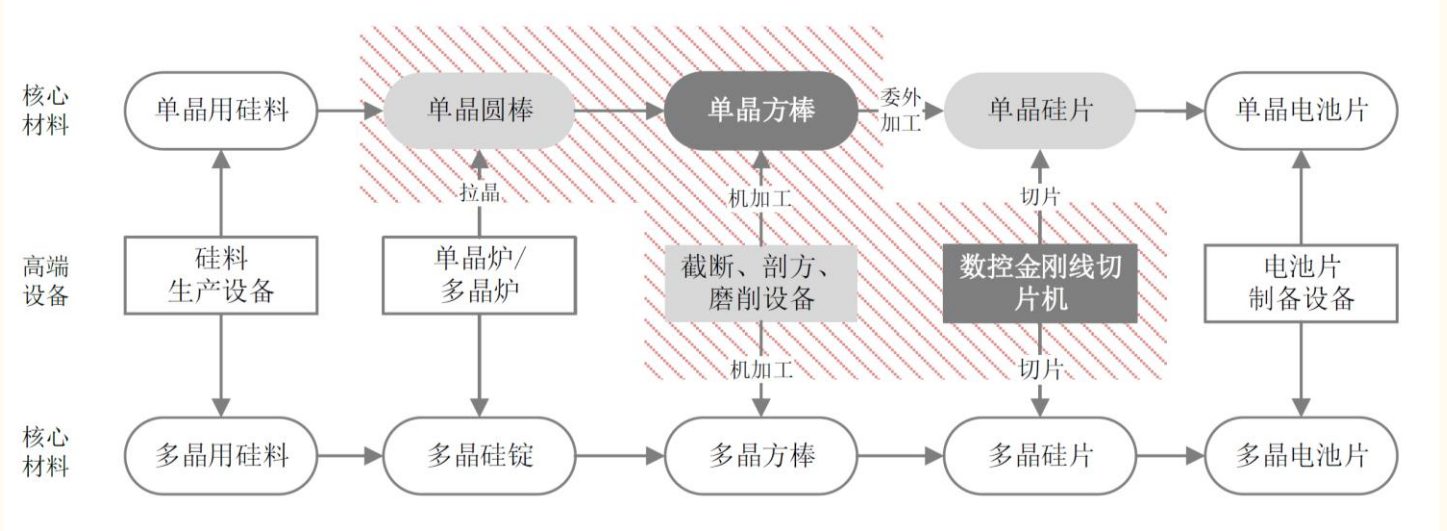 核心
材料
单晶用硅料
单晶圆棒
单晶方棒
委外
加工
单晶硅片
单晶电池片
拉晶
机加工
切片
高端
设备
硅料
生产设备
单晶炉/
多晶炉
截断、剖方、
磨削设备
数控金刚线切
片机
电池片
制备设备
机加工
切片
核心
材料
多晶用硅料
多晶硅锭
多晶方棒
多晶硅片
多晶电池片